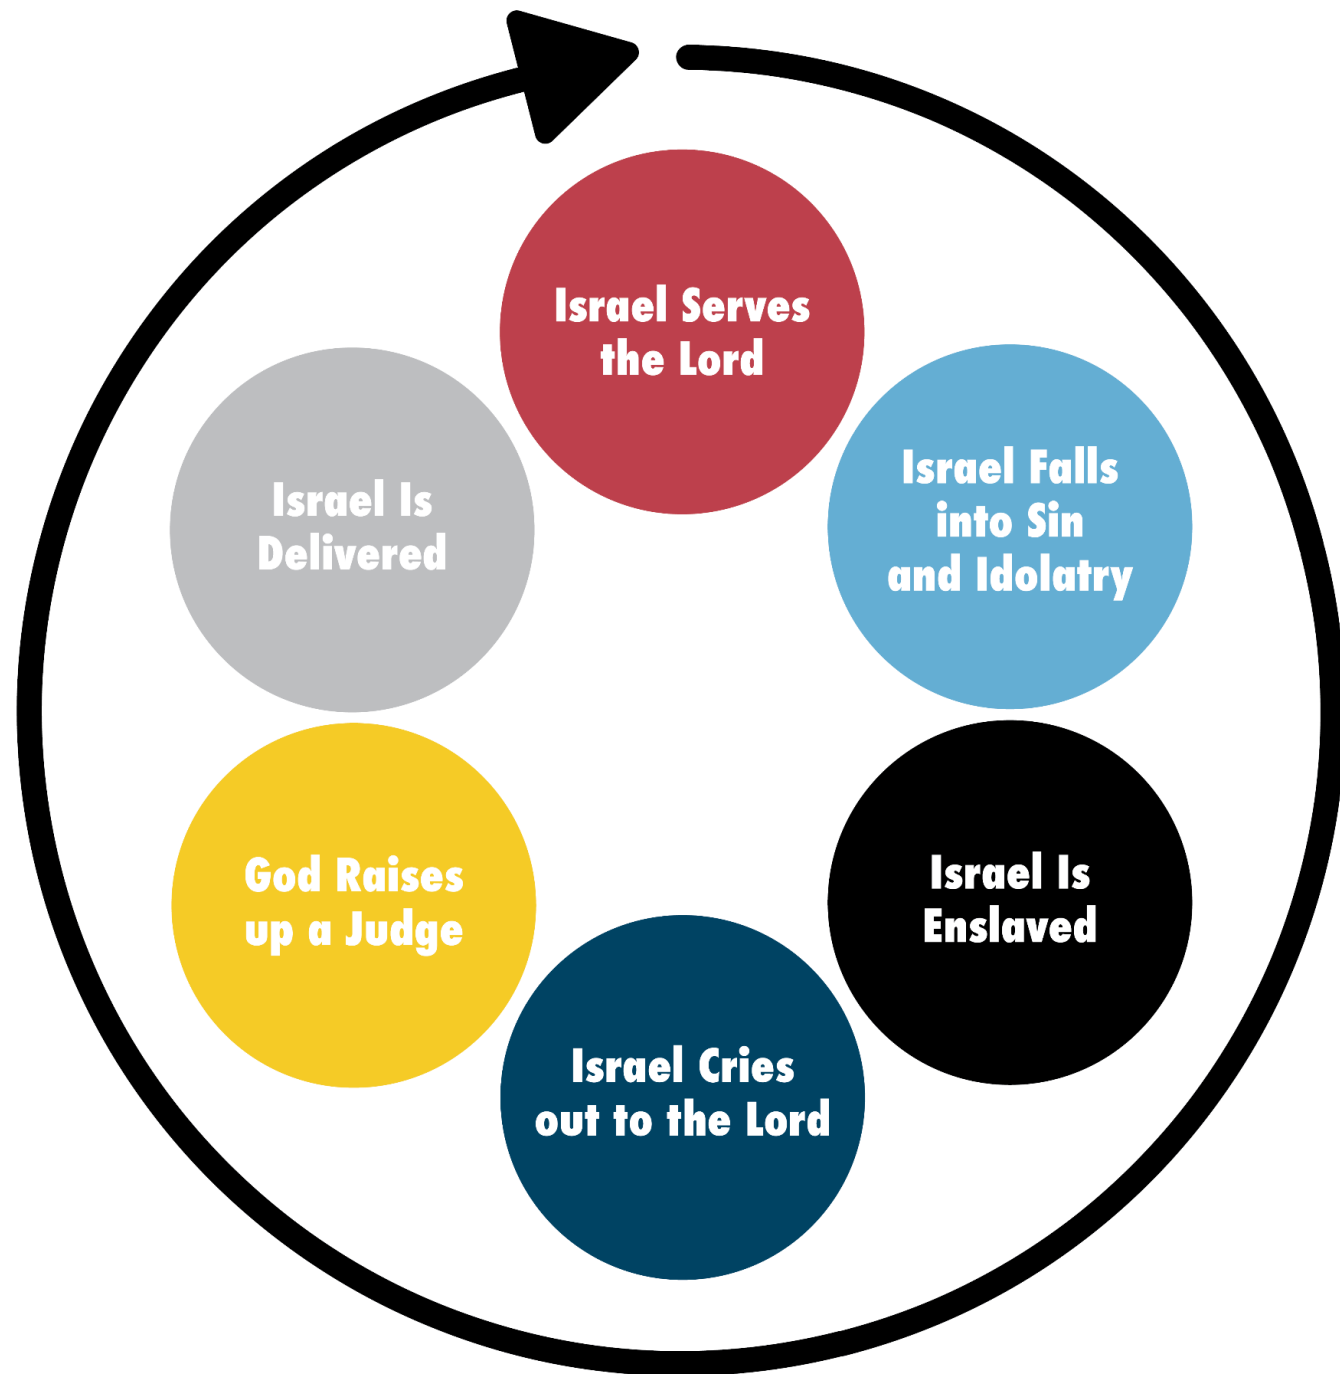 Israel Serves
the Lord
Israel Falls
into Sin
and Idolatry
Israel Is
Enslaved
Israel Cries
out to the Lord
God Raises
up a Judge
Israel Is
Delivered